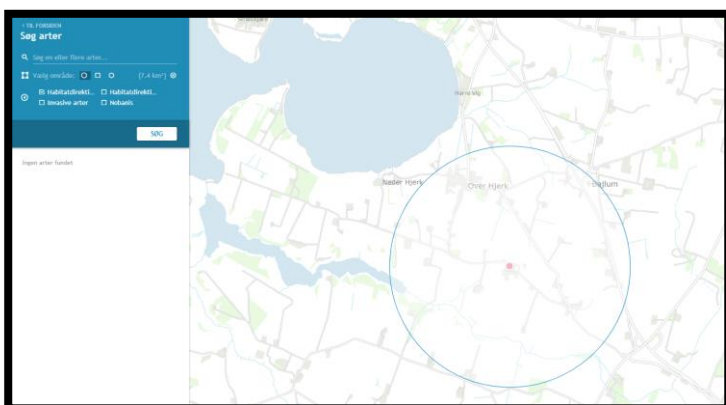 ‹ TIL FORSIDEN
Søg arter
Søg en eller flere arter...
Vælg område: [7.4 km²]
Habitatdirekti... Habitatdirekti...
Invasive arter Nobanis
SØG
Ingen arter fundet
Neder Hjerk
Over Hjerk